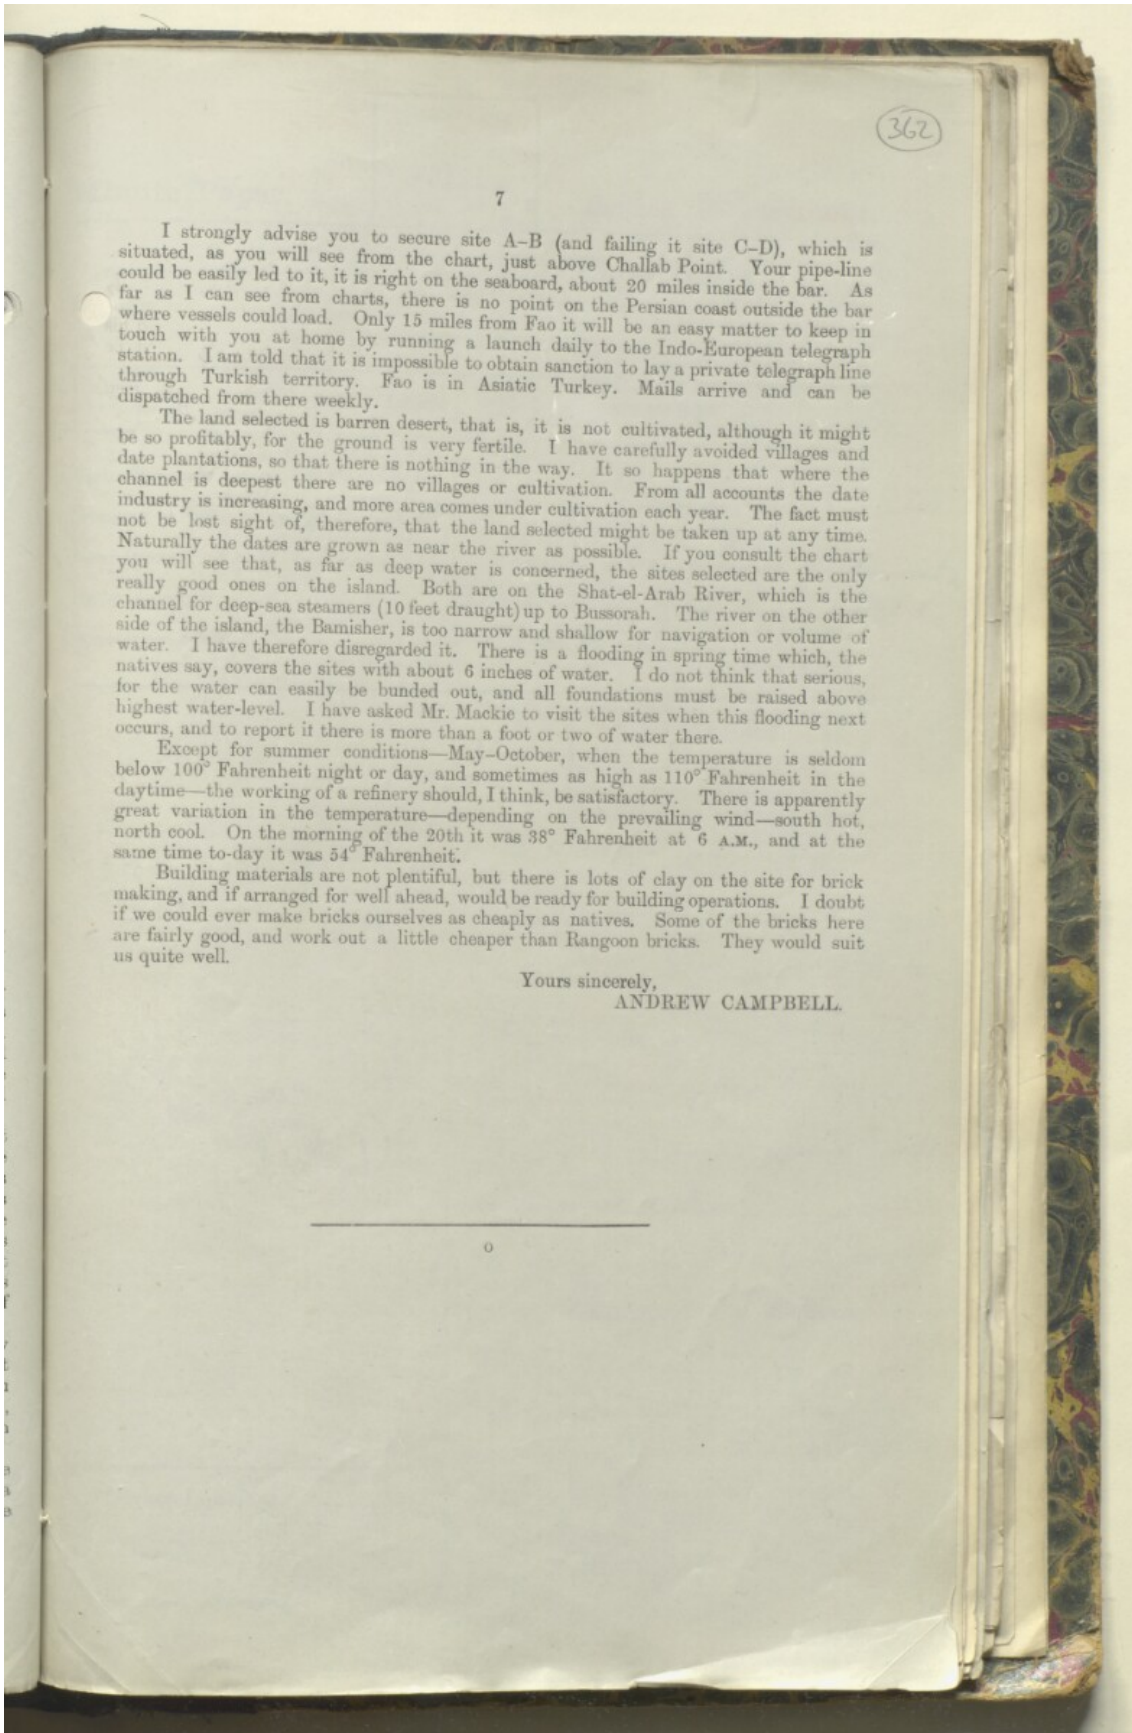 362
7
I strongly advise you to secure site A-B (and failing it site C-D), which is
situated, as you will see from the chart, just above Challab Point. Your pipe-line
could be easily led to it, it is right on the seaboard, about 20 miles inside the bar. As
far as I can see from charts, there is no point on the Persian coast outside the bar
where vessels could load. Only 15 miles from Fao it will be an easy matter to keep in
touch with you at home by running a launch daily to the Indo-European telegraph
station. I am told that it is impossible to obtain sanction to lay a private telegraph line
through Turkish territory. Fao is in Asiatic Turkey. Mails arrive and can be
dispatched from there weekly.
The land selected is barren desert, that is, it is not cultivated, although it might
be so profitably, for the ground is very fertile. I have carefully avoided villages and
date plantations, so that there is nothing in the way. It so happens that where the
channel is deepest there are no villages or cultivation. From all accounts the date
industry is increasing, and more area comes under cultivation each year. The fact must
not be lost sight of, therefore, that the land selected might be taken up at any time.
Naturally the dates are grown as near the river as possible. If you consult the chart
you will see that, as far as deep water is concerned, the sites selected are the only
really good ones on the island. Both are on the Shat-el-Arab River, which is the
channel for deep-sea steamers (10 feet draught) up to Bussorah. The river on the other
side of the island, the Bamisher, is too narrow and shallow for navigation or volume of
water. I have therefore disregarded it. There is a flooding in spring time which, the
natives say, covers the sites with about 6 inches of water. I do not think that serious,
for the water can easily be bunded out, and all foundations must be raised above
highest water-level. I have asked Mr. Mackie to visit the sites when this flooding next
occurs, and to report if there is more than a foot or two of water there.
Except for summer conditions—May-October, when the temperature is seldom
below 100° Fahrenheit night or day, and sometimes as high as 110° Fahrenheit in the
daytime—the working of a refinery should, I think, be satisfactory. There is apparently
great variation in the temperature—depending on the prevailing wind—south hot,
north cool. On the morning of the 20th it was 38° Fahrenheit at 6 A.M., and at the
same time to-day it was 54° Fahrenheit.
Building materials are not plentiful, but there is lots of clay on the site for brick
making, and if arranged for well ahead, would be ready for building operations. I doubt
if we could ever make bricks ourselves as cheaply as natives. Some of the bricks here
are fairly good, and work out a little cheaper than Rangoon bricks. They would suit
us quite well.
Yours sincerely,
ANDREW CAMPBELL.
o